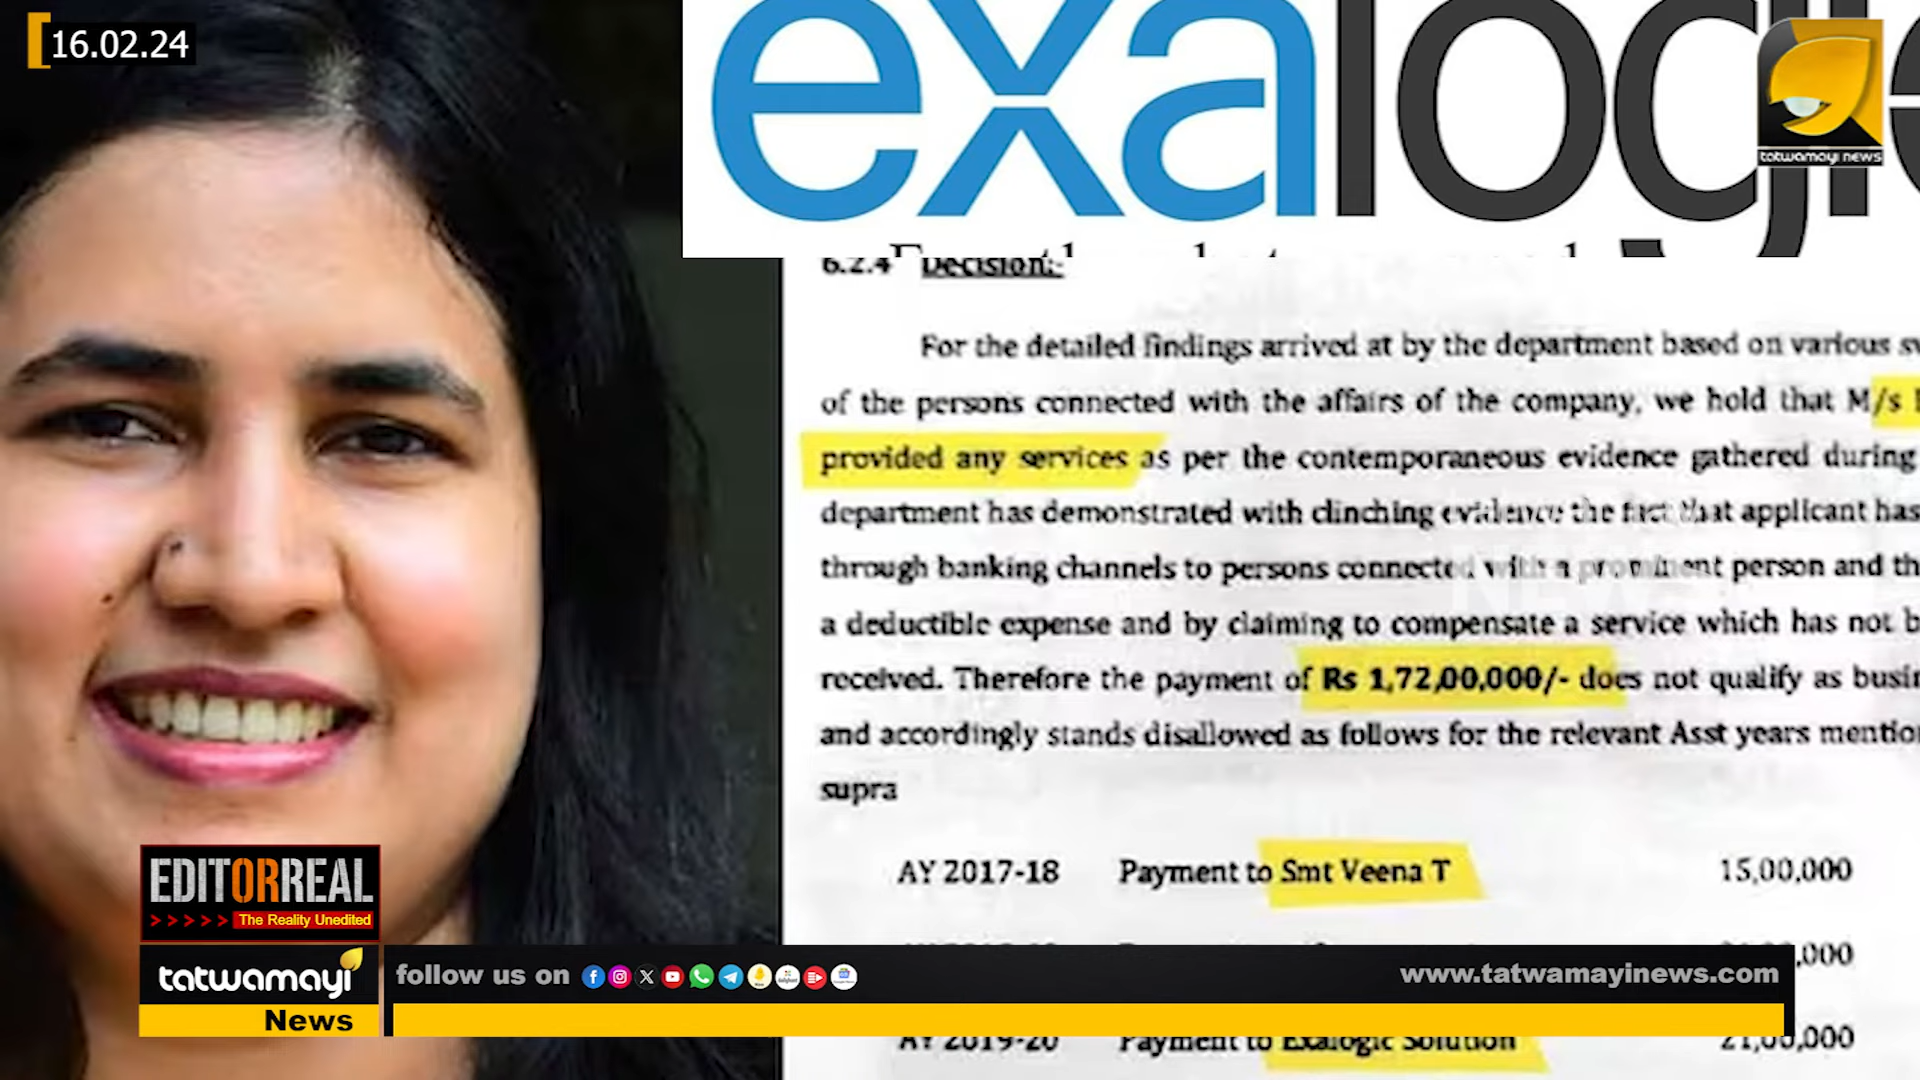 16.02.24
exalogic
tatwamayi news
6.2.4 Decision:-
For the detailed findings arrived at by the department based on various
of the persons connected with the affairs of the company, we hold that M/s
provided any services as per the contemporaneous evidence gathered during
department has demonstrated with clinching evidence the fact that applicant has
through banking channels to persons connected with a prominent person and
a deductible expense and by claiming to compensate a service which has not
received. Therefore the payment of Rs 1,72,00,000/- does not qualify as
and accordingly stands disallowed as follows for the relevant Asst years
supra
AY 2017-18 Payment to Smt Veena T 15,00,000
AY 2019-20 Payment to Exalogic Solution 21,00,000
EDITORREAL
>>>>> The Reality Unedited
tatwamayi
News
follow us on
www.tatwamayinews.com